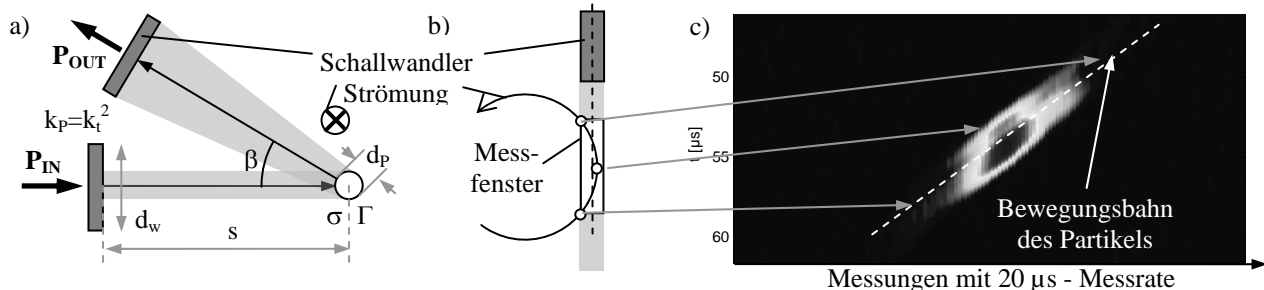 a)
P_OUT
k_P=k_t^2
P_IN
d_w
s
β
d_P
σ Γ
Schallwandler
Strömung
b)
Mess-
fenster
c)
50
t [µs]
55
60
Bewegungsbahn
des Partikels
Messungen mit 20 µs - Messrate